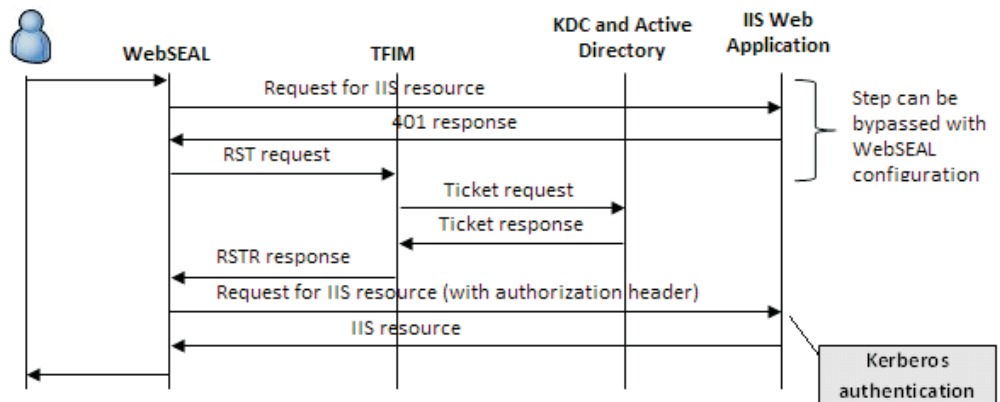 KDC and Active
Directory
IIS Web
Application
WebSEAL
TFIM
Request for IIS resource
401 response
Step can be
bypassed with
WebSEAL
configuration
RST request
Ticket request
Ticket response
RSTR response
Request for IIS resource (with authorization header)
IIS resource
Kerberos
authentication